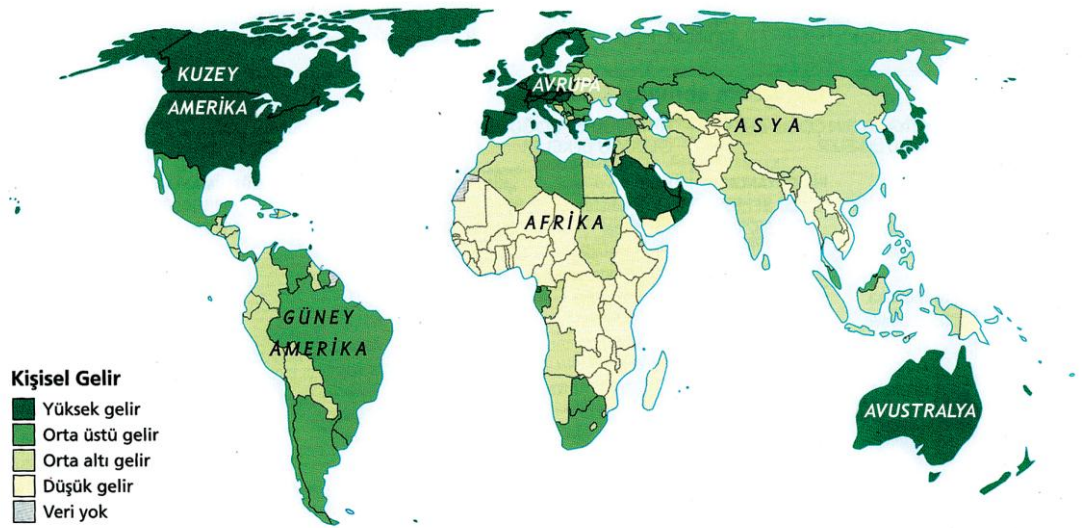 KUZEY
AMERİKA
AVRUPA
ASYA
AFRİKA
GÜNEY
AMERİKA
AVUSTRALYA
Kişisel Gelir
Yüksek gelir
Orta üstü gelir
Orta altı gelir
Düşük gelir
Veri yok